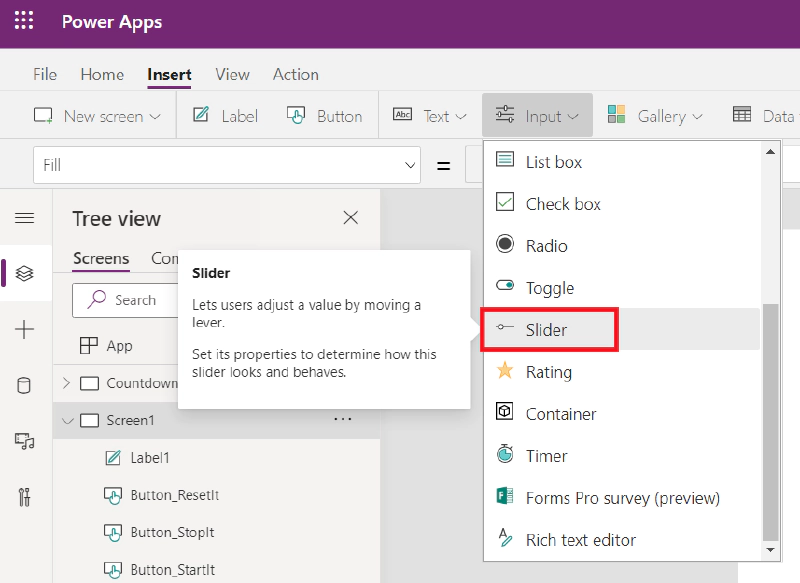 Power Apps
File Home Insert View Action
New screen Label Button Abc Text Input Gallery Data
Fill =
List box
Check box
Radio
Toggle
Slider
Rating
Container
Timer
Forms Pro survey (preview)
Rich text editor
Tree view
Screens Con
Search
App
Countdown
Screen1
Label1
Button_ResetIt
Button_StopIt
Button_StartIt
Slider
Lets users adjust a value by moving a
lever.
Set its properties to determine how this
slider looks and behaves.